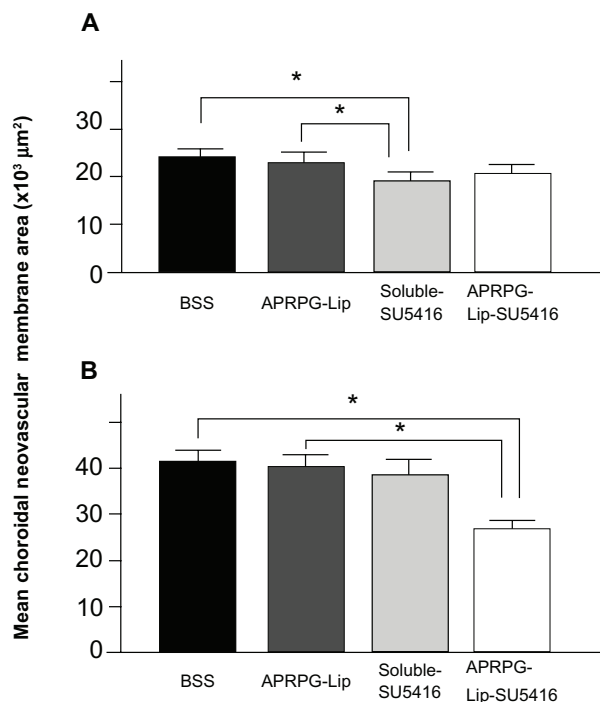 A
Mean choroidal neovascular membrane area (x10³ µm²)
*
*
30
20
10
0
BSS
APRPG-Lip
Soluble-
SU5416
APRPG-
Lip-SU5416
B
*
*
40
30
20
10
0
BSS
APRPG-Lip
Soluble-
SU5416
APRPG-
Lip-SU5416